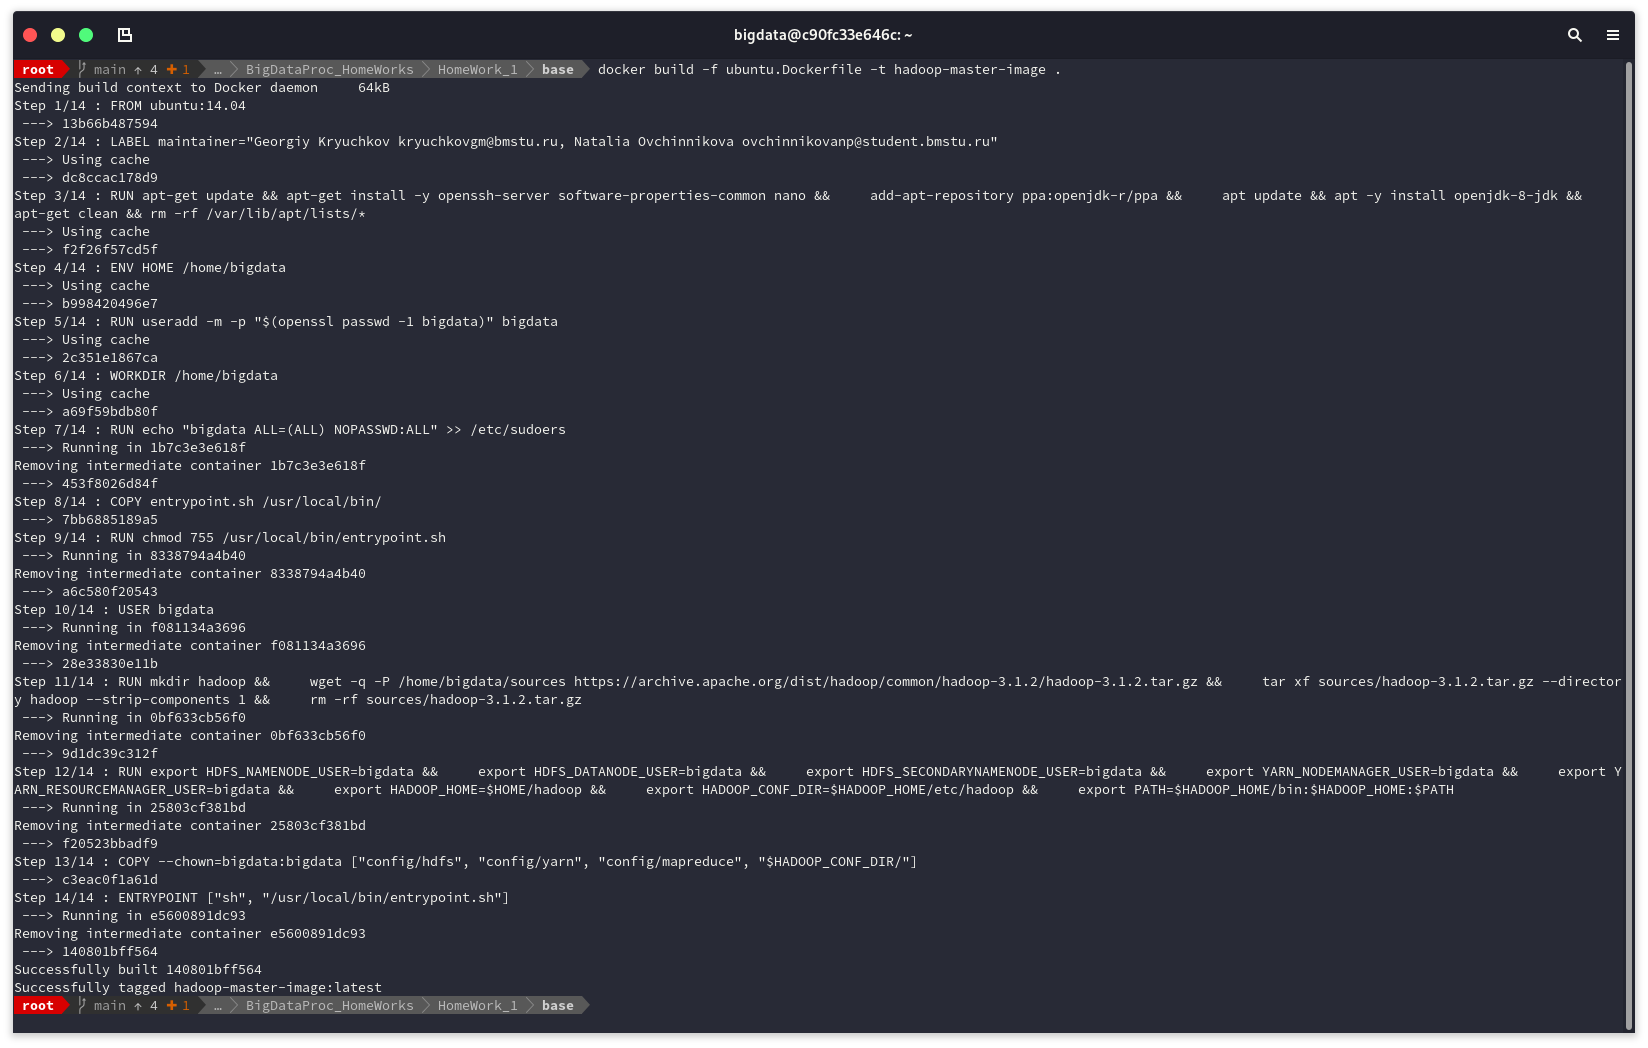 bigdata@c90fc33e646c: ~
root main ↑ 4 ✚ 1 … BigDataProc_HomeWorks HomeWork_1 base docker build -f ubuntu.Dockerfile -t hadoop-master-image .
Sending build context to Docker daemon     64kB
Step 1/14 : FROM ubuntu:14.04
 ---> 13b66b487594
Step 2/14 : LABEL maintainer="Georgiy Kryuchkov kryuchkovgm@bmstu.ru, Natalia Ovchinnikova ovchinnikovanp@student.bmstu.ru"
 ---> Using cache
 ---> dc8ccac178d9
Step 3/14 : RUN apt-get update && apt-get install -y openssh-server software-properties-common nano &&     add-apt-repository ppa:openjdk-r/ppa &&     apt update && apt -y install openjdk-8-jdk &&
apt-get clean && rm -rf /var/lib/apt/lists/*
 ---> Using cache
 ---> f2f26f57cd5f
Step 4/14 : ENV HOME /home/bigdata
 ---> Using cache
 ---> b998420496e7
Step 5/14 : RUN useradd -m -p "$(openssl passwd -1 bigdata)" bigdata
 ---> Using cache
 ---> 2c351e1867ca
Step 6/14 : WORKDIR /home/bigdata
 ---> Using cache
 ---> a69f59bdb80f
Step 7/14 : RUN echo "bigdata ALL=(ALL) NOPASSWD:ALL" >> /etc/sudoers
 ---> Running in 1b7c3e3e618f
Removing intermediate container 1b7c3e3e618f
 ---> 453f8026d84f
Step 8/14 : COPY entrypoint.sh /usr/local/bin/
 ---> 7bb6885189a5
Step 9/14 : RUN chmod 755 /usr/local/bin/entrypoint.sh
 ---> Running in 8338794a4b40
Removing intermediate container 8338794a4b40
 ---> a6c580f20543
Step 10/14 : USER bigdata
 ---> Running in f081134a3696
Removing intermediate container f081134a3696
 ---> 28e33830e11b
Step 11/14 : RUN mkdir hadoop &&     wget -q -P /home/bigdata/sources https://archive.apache.org/dist/hadoop/common/hadoop-3.1.2/hadoop-3.1.2.tar.gz &&     tar xf sources/hadoop-3.1.2.tar.gz --director
y hadoop --strip-components 1 &&     rm -rf sources/hadoop-3.1.2.tar.gz
 ---> Running in 0bf633cb56f0
Removing intermediate container 0bf633cb56f0
 ---> 9d1dc39c312f
Step 12/14 : RUN export HDFS_NAMENODE_USER=bigdata &&     export HDFS_DATANODE_USER=bigdata &&     export HDFS_SECONDARYNAMENODE_USER=bigdata &&     export YARN_NODEMANAGER_USER=bigdata &&     export Y
ARN_RESOURCEMANAGER_USER=bigdata &&     export HADOOP_HOME=$HOME/hadoop &&     export HADOOP_CONF_DIR=$HADOOP_HOME/etc/hadoop &&     export PATH=$HADOOP_HOME/bin:$HADOOP_HOME:$PATH
 ---> Running in 25803cf381bd
Removing intermediate container 25803cf381bd
 ---> f20523bbadf9
Step 13/14 : COPY --chown=bigdata:bigdata ["config/hdfs", "config/yarn", "config/mapreduce", "$HADOOP_CONF_DIR/"]
 ---> c3eac0f1a61d
Step 14/14 : ENTRYPOINT ["sh", "/usr/local/bin/entrypoint.sh"]
 ---> Running in e5600891dc93
Removing intermediate container e5600891dc93
 ---> 140801bff564
Successfully built 140801bff564
Successfully tagged hadoop-master-image:latest
root main ↑ 4 ✚ 1 … BigDataProc_HomeWorks HomeWork_1 base